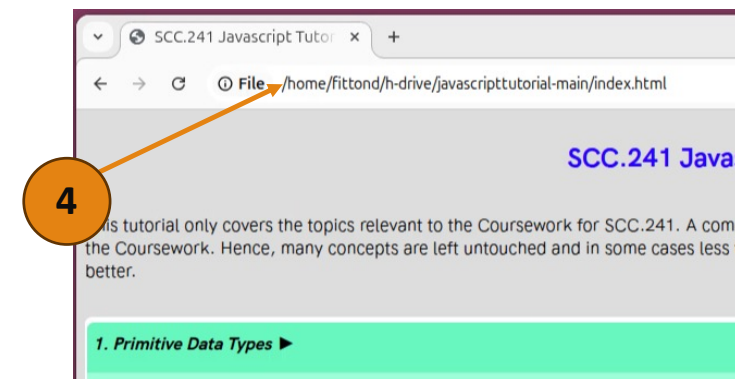 SCC.241 Javascript Tutor
File /home/fittond/h-drive/javascripttutorial-main/index.html
SCC.241 Java
4
is tutorial only covers the topics relevant to the Coursework for SCC.241. A com
the Coursework. Hence, many concepts are left untouched and in some cases less
better.
1. Primitive Data Types ►